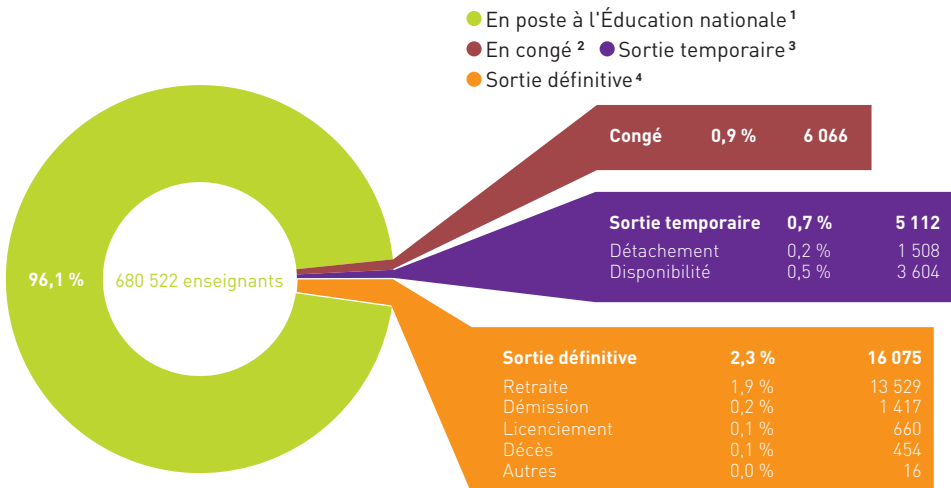 En poste à l'Éducation nationale ¹
En congé ² Sortie temporaire ³
Sortie définitive ⁴
Congé 0,9 % 6 066
Sortie temporaire 0,7 % 5 112
Détachement 0,2 % 1 508
Disponibilité 0,5 % 3 604
96,1 % 680 522 enseignants
Sortie définitive 2,3 % 16 075
Retraite 1,9 % 13 529
Démission 0,2 % 1 417
Licenciement 0,1 % 660
Décès 0,1 % 454
Autres 0,0 % 16